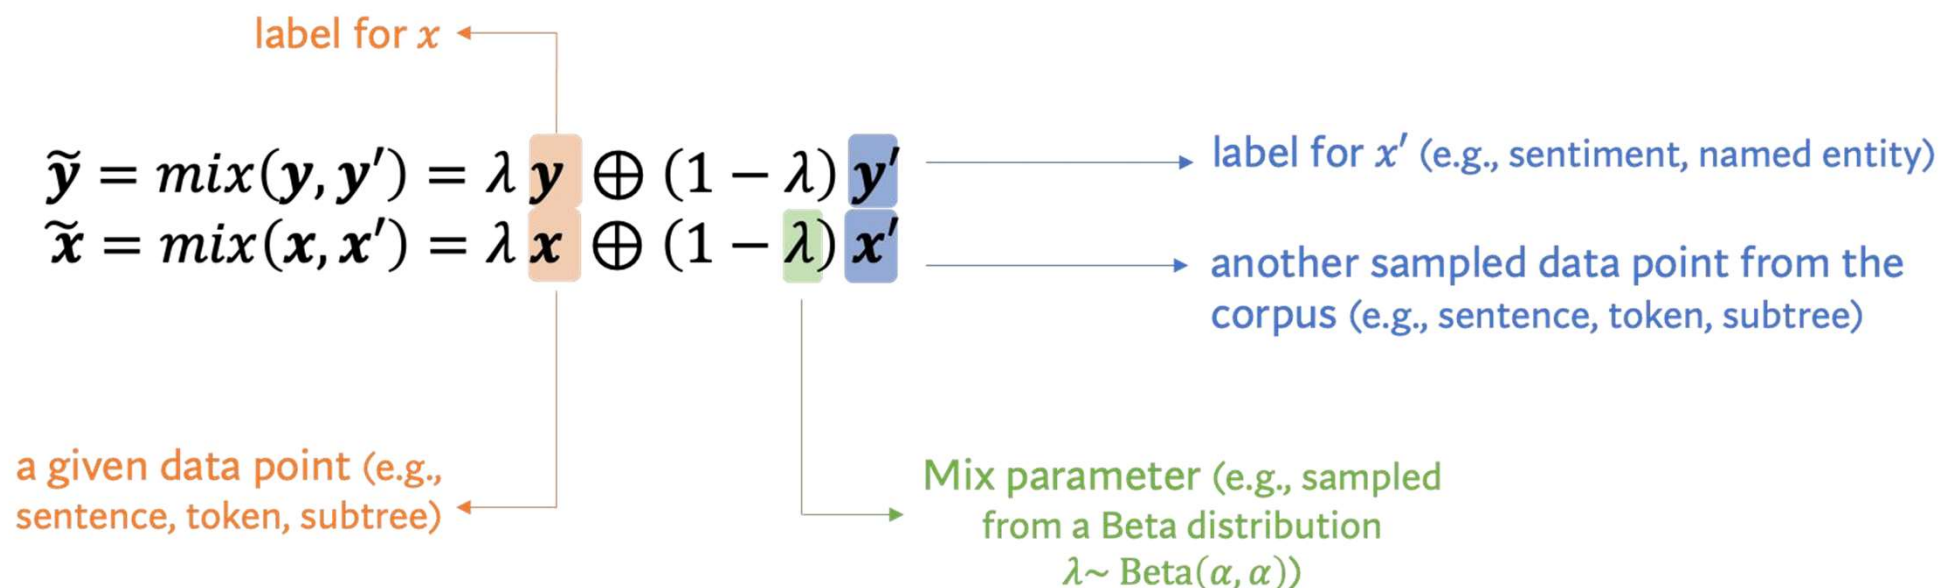 label for x
ỹ = mix(y, y′) = λ y ⊕ (1 − λ) y′
x̃ = mix(x, x′) = λ x ⊕ (1 − λ) x′
label for x′ (e.g., sentiment, named entity)
another sampled data point from the
corpus (e.g., sentence, token, subtree)
a given data point (e.g.,
sentence, token, subtree)
Mix parameter (e.g., sampled
from a Beta distribution
λ~ Beta(α, α))